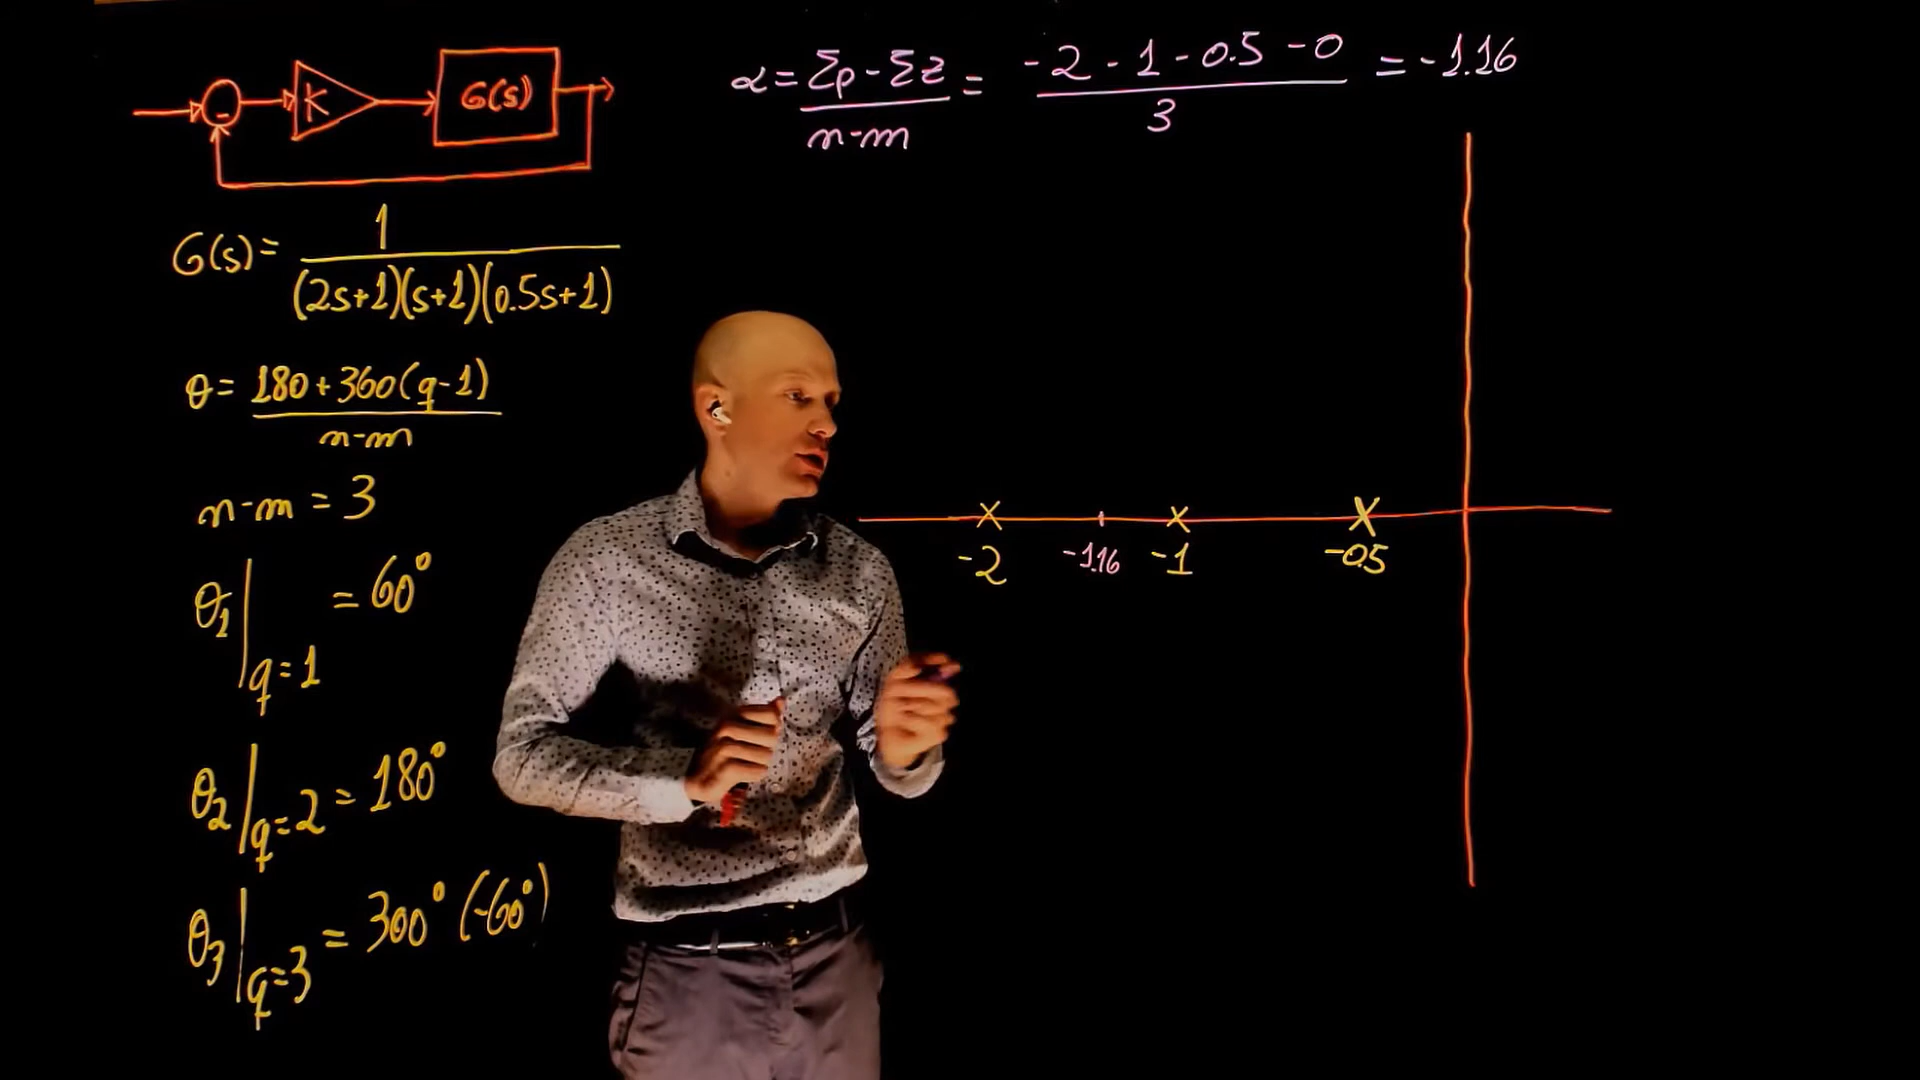 K
G(s)
α = Σp - Σz / n-m = -2 - 1 - 0.5 - 0 / 3 = -1.16
G(s) = 1 / (2s+1)(s+1)(0.5s+1)
θ = 180+360(q-1) / n-m
n-m = 3
θ1 | q=1 = 60°
θ2 | q=2 = 180°
θ3 | q=3 = 300° (-60°)
-2 -1.16 -1 -0.5